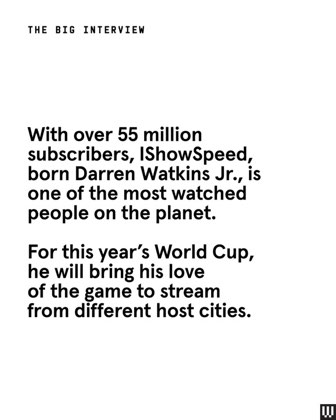 THE BIG INTERVIEW
With over 55 million
subscribers, IShowSpeed,
born Darren Watkins Jr., is
one of the most watched
people on the planet.
For this year’s World Cup,
he will bring his love
of the game to stream
from different host cities.
W